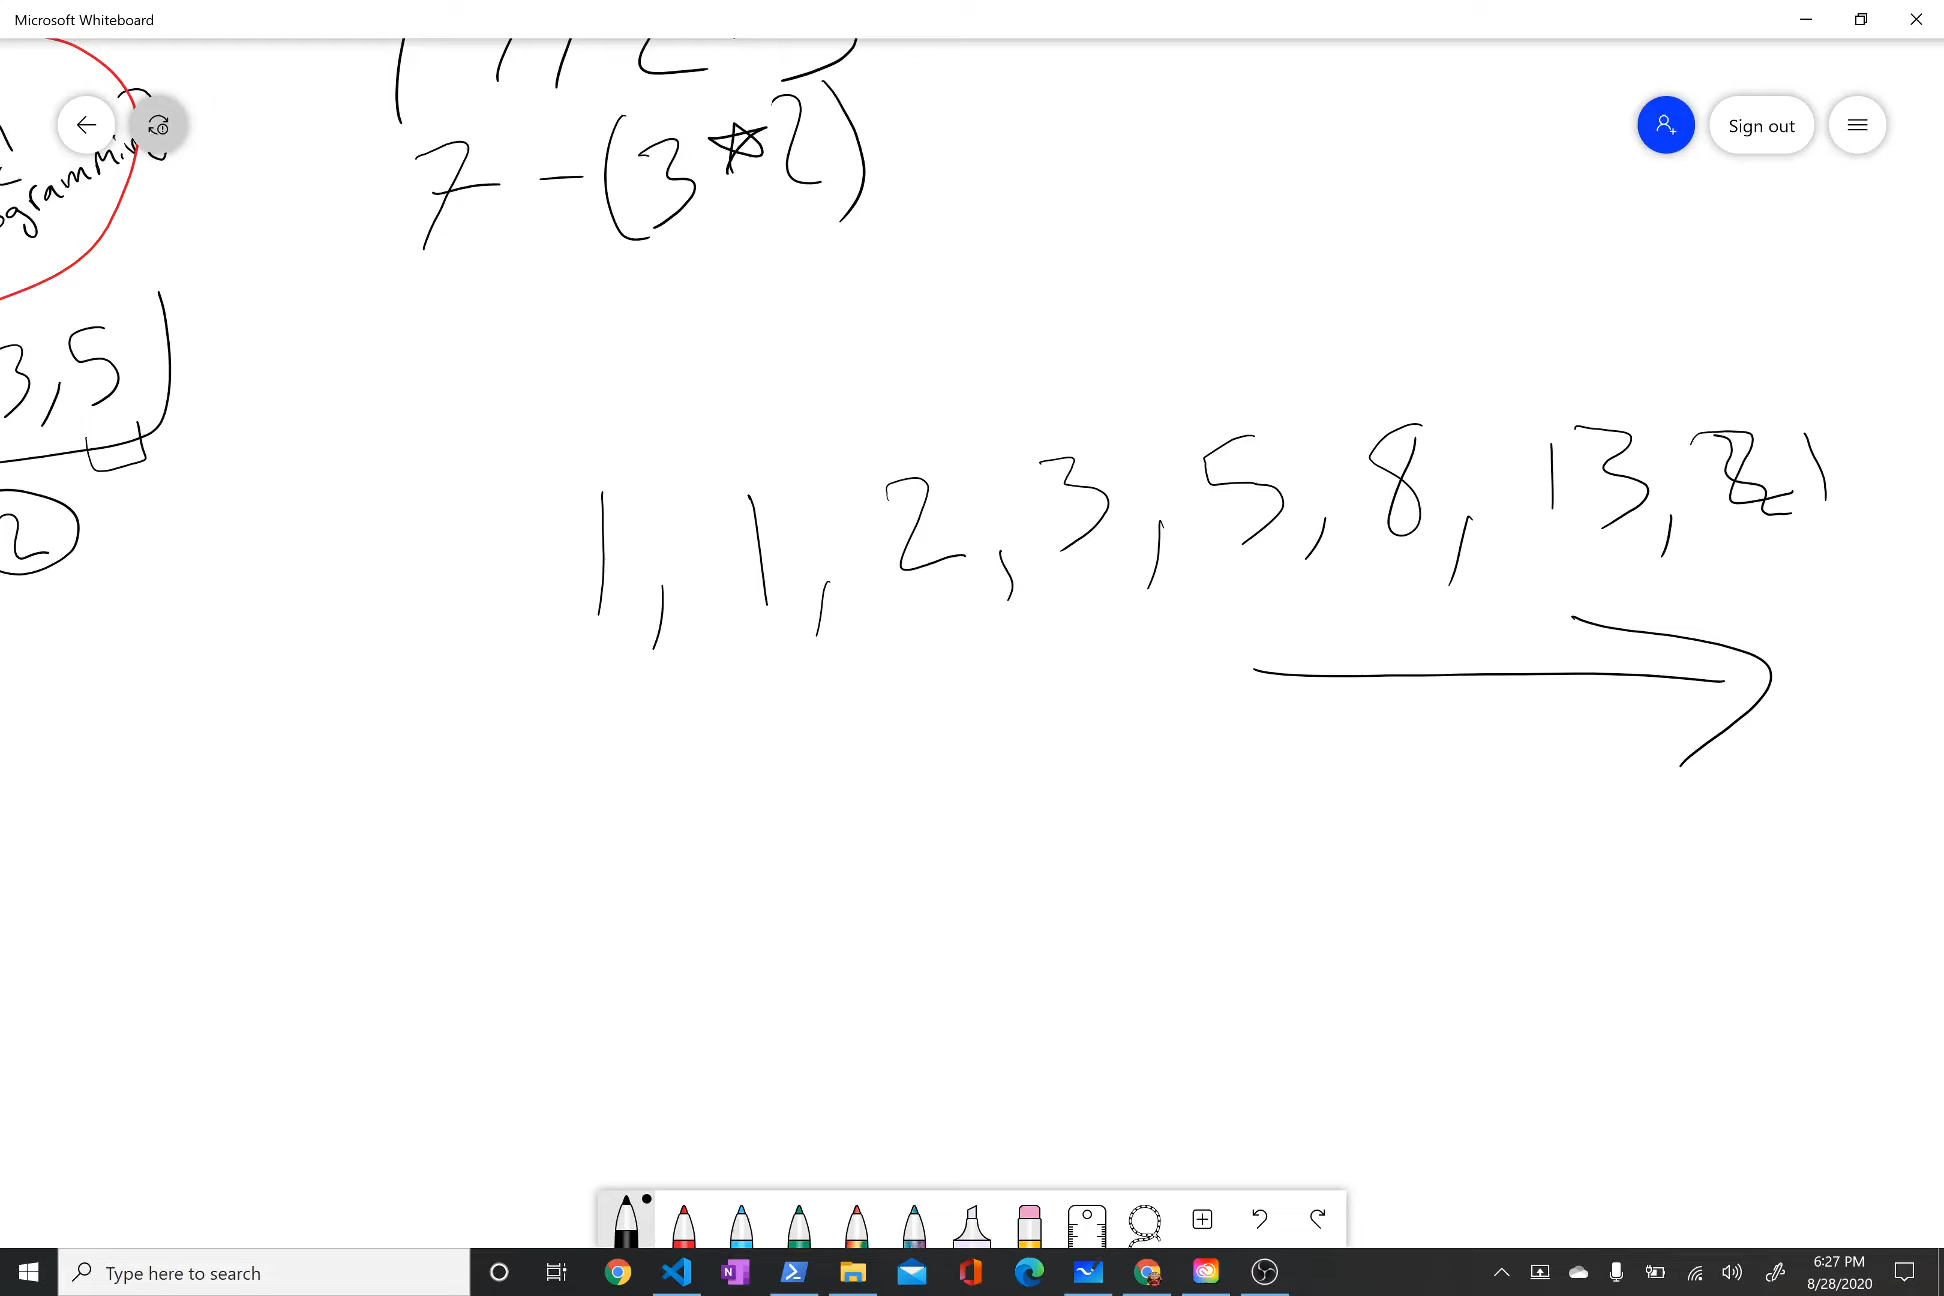 Microsoft Whiteboard
Sign out
7 - (3 * 2)
3, 5
2
1, 1, 2, 3, 5, 8, 13, 21
Type here to search
6:27 PM
8/28/2020